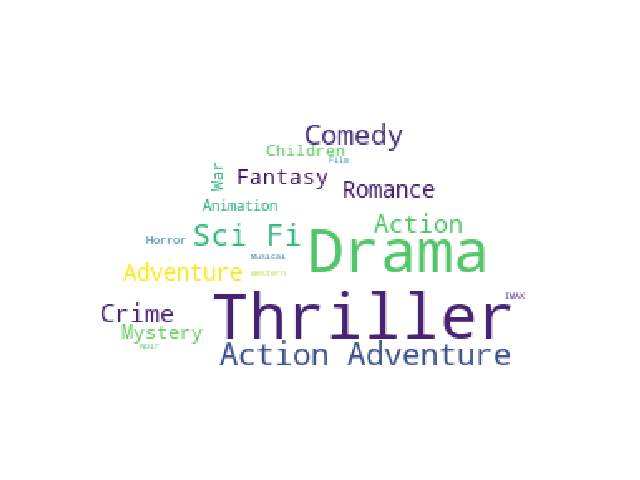 Comedy
Children
Film
War
Fantasy
Romance
Animation
Action
Sci Fi
Horror
Drama
Musical
Adventure
Western
IMAX
Thriller
Crime
Mystery
Noir
Action Adventure